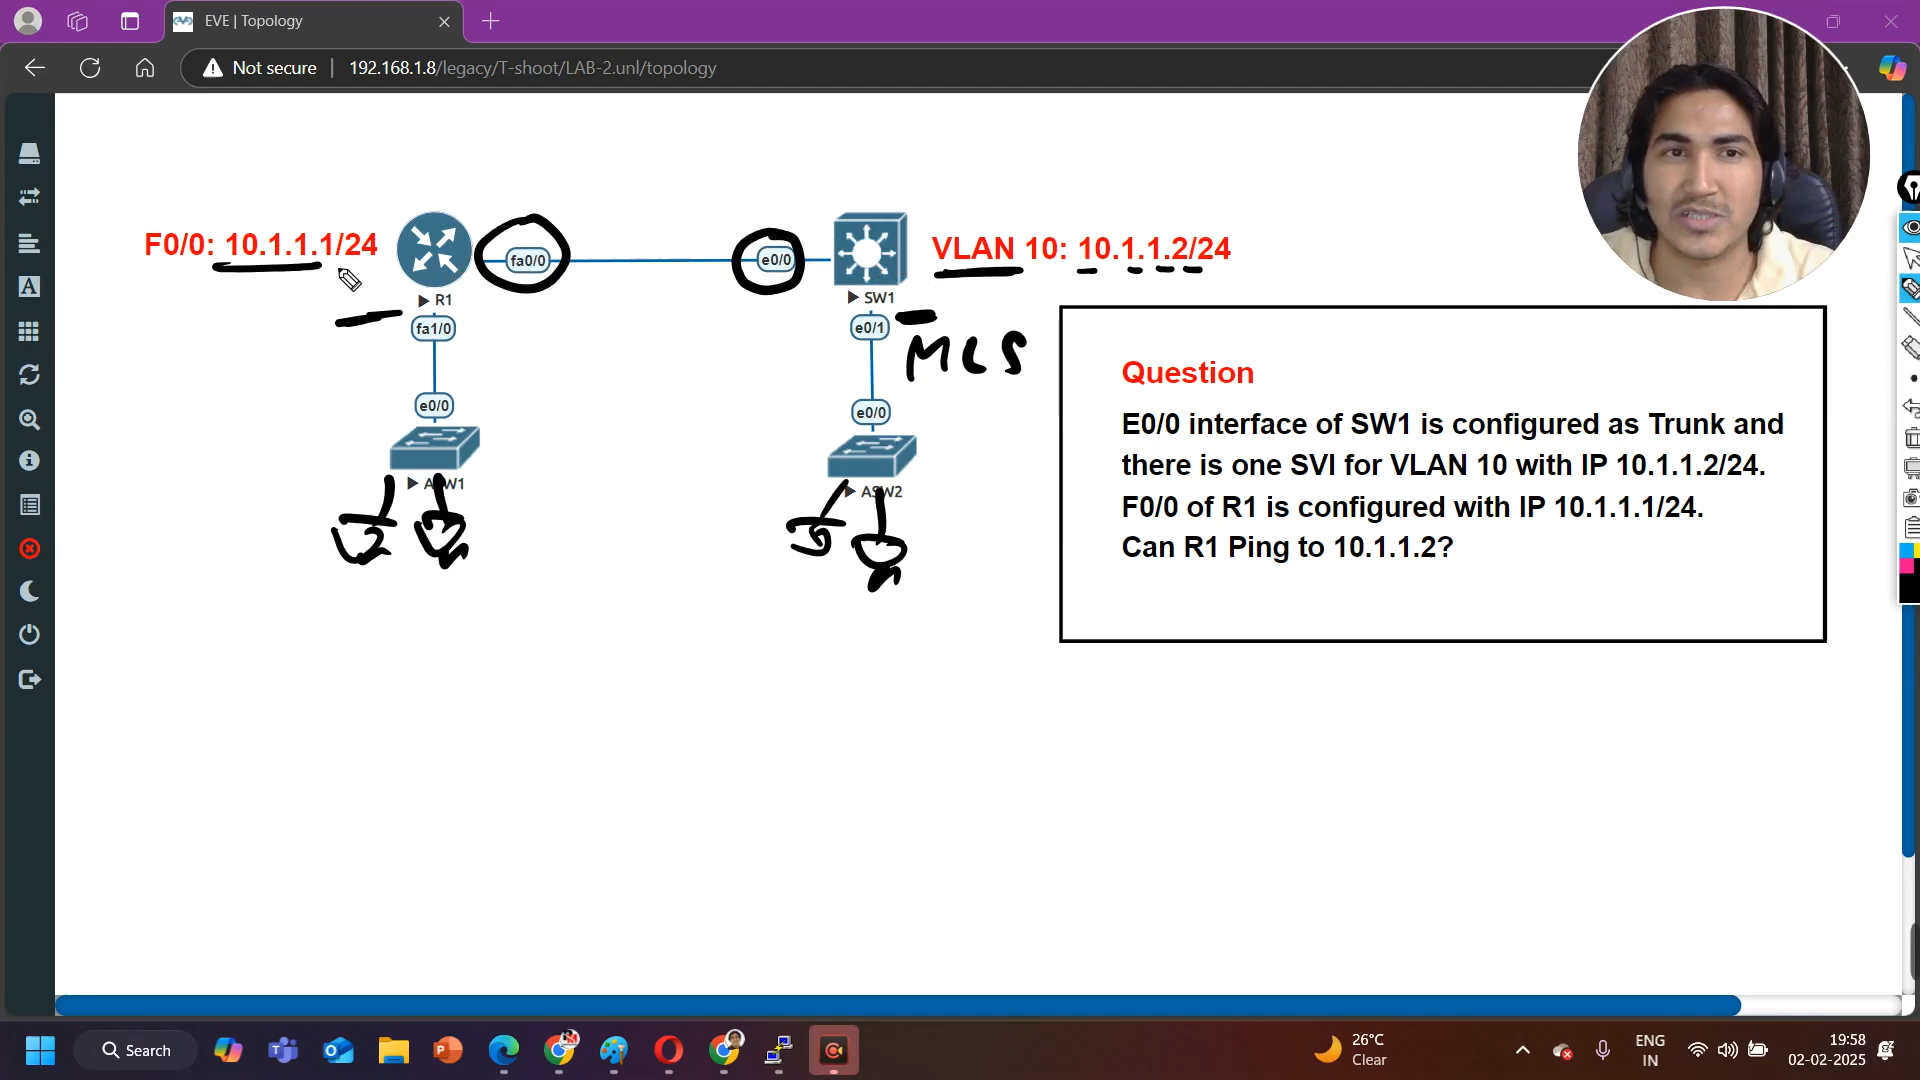 EVE | Topology
Not secure
192.168.1.8/legacy/T-shoot/LAB-2.unl/topology
F0/0: 10.1.1.1/24
fa0/0
e0/0
VLAN 10: 10.1.1.2/24
R1
SW1
fa1/0
e0/1
MLS
e0/0
e0/0
ASW1
ASW2
Question
E0/0 interface of SW1 is configured as Trunk and
there is one SVI for VLAN 10 with IP 10.1.1.2/24.
F0/0 of R1 is configured with IP 10.1.1.1/24.
Can R1 Ping to 10.1.1.2?
Search
26°C
Clear
ENG
IN
19:58
02-02-2025